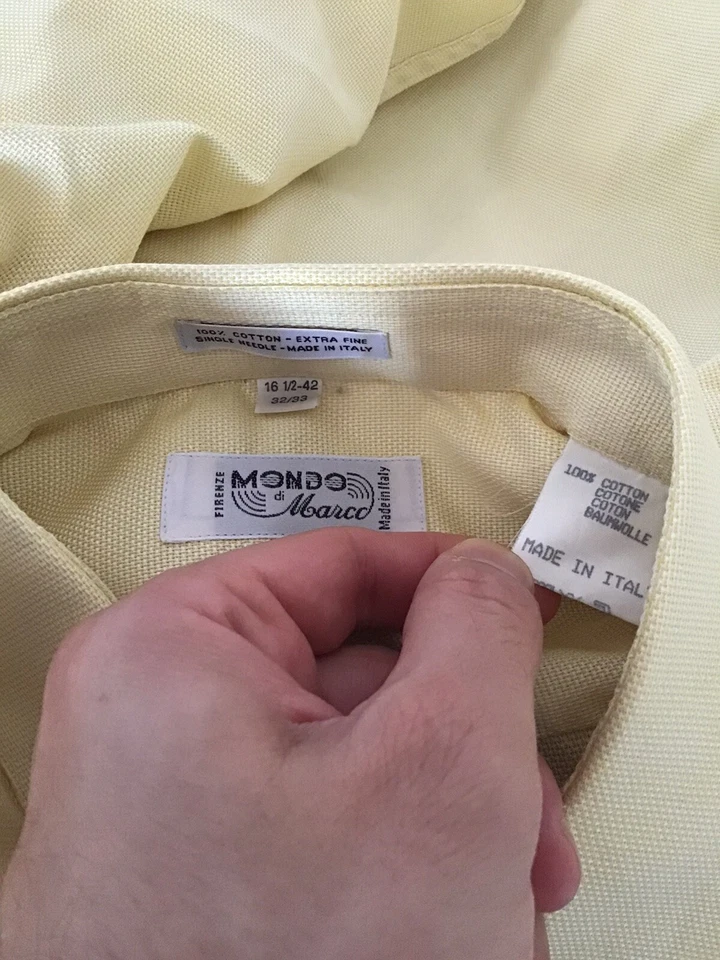 100% COTTON - EXTRA FINE
SINGLE NEEDLE - MADE IN ITALY
16 1/2-42
32/33
FIRENZE
MONDO
di
Marco
Made in Italy
100% COTTON
COTONE
COTON
BAUMWOLLE
MADE IN ITAL